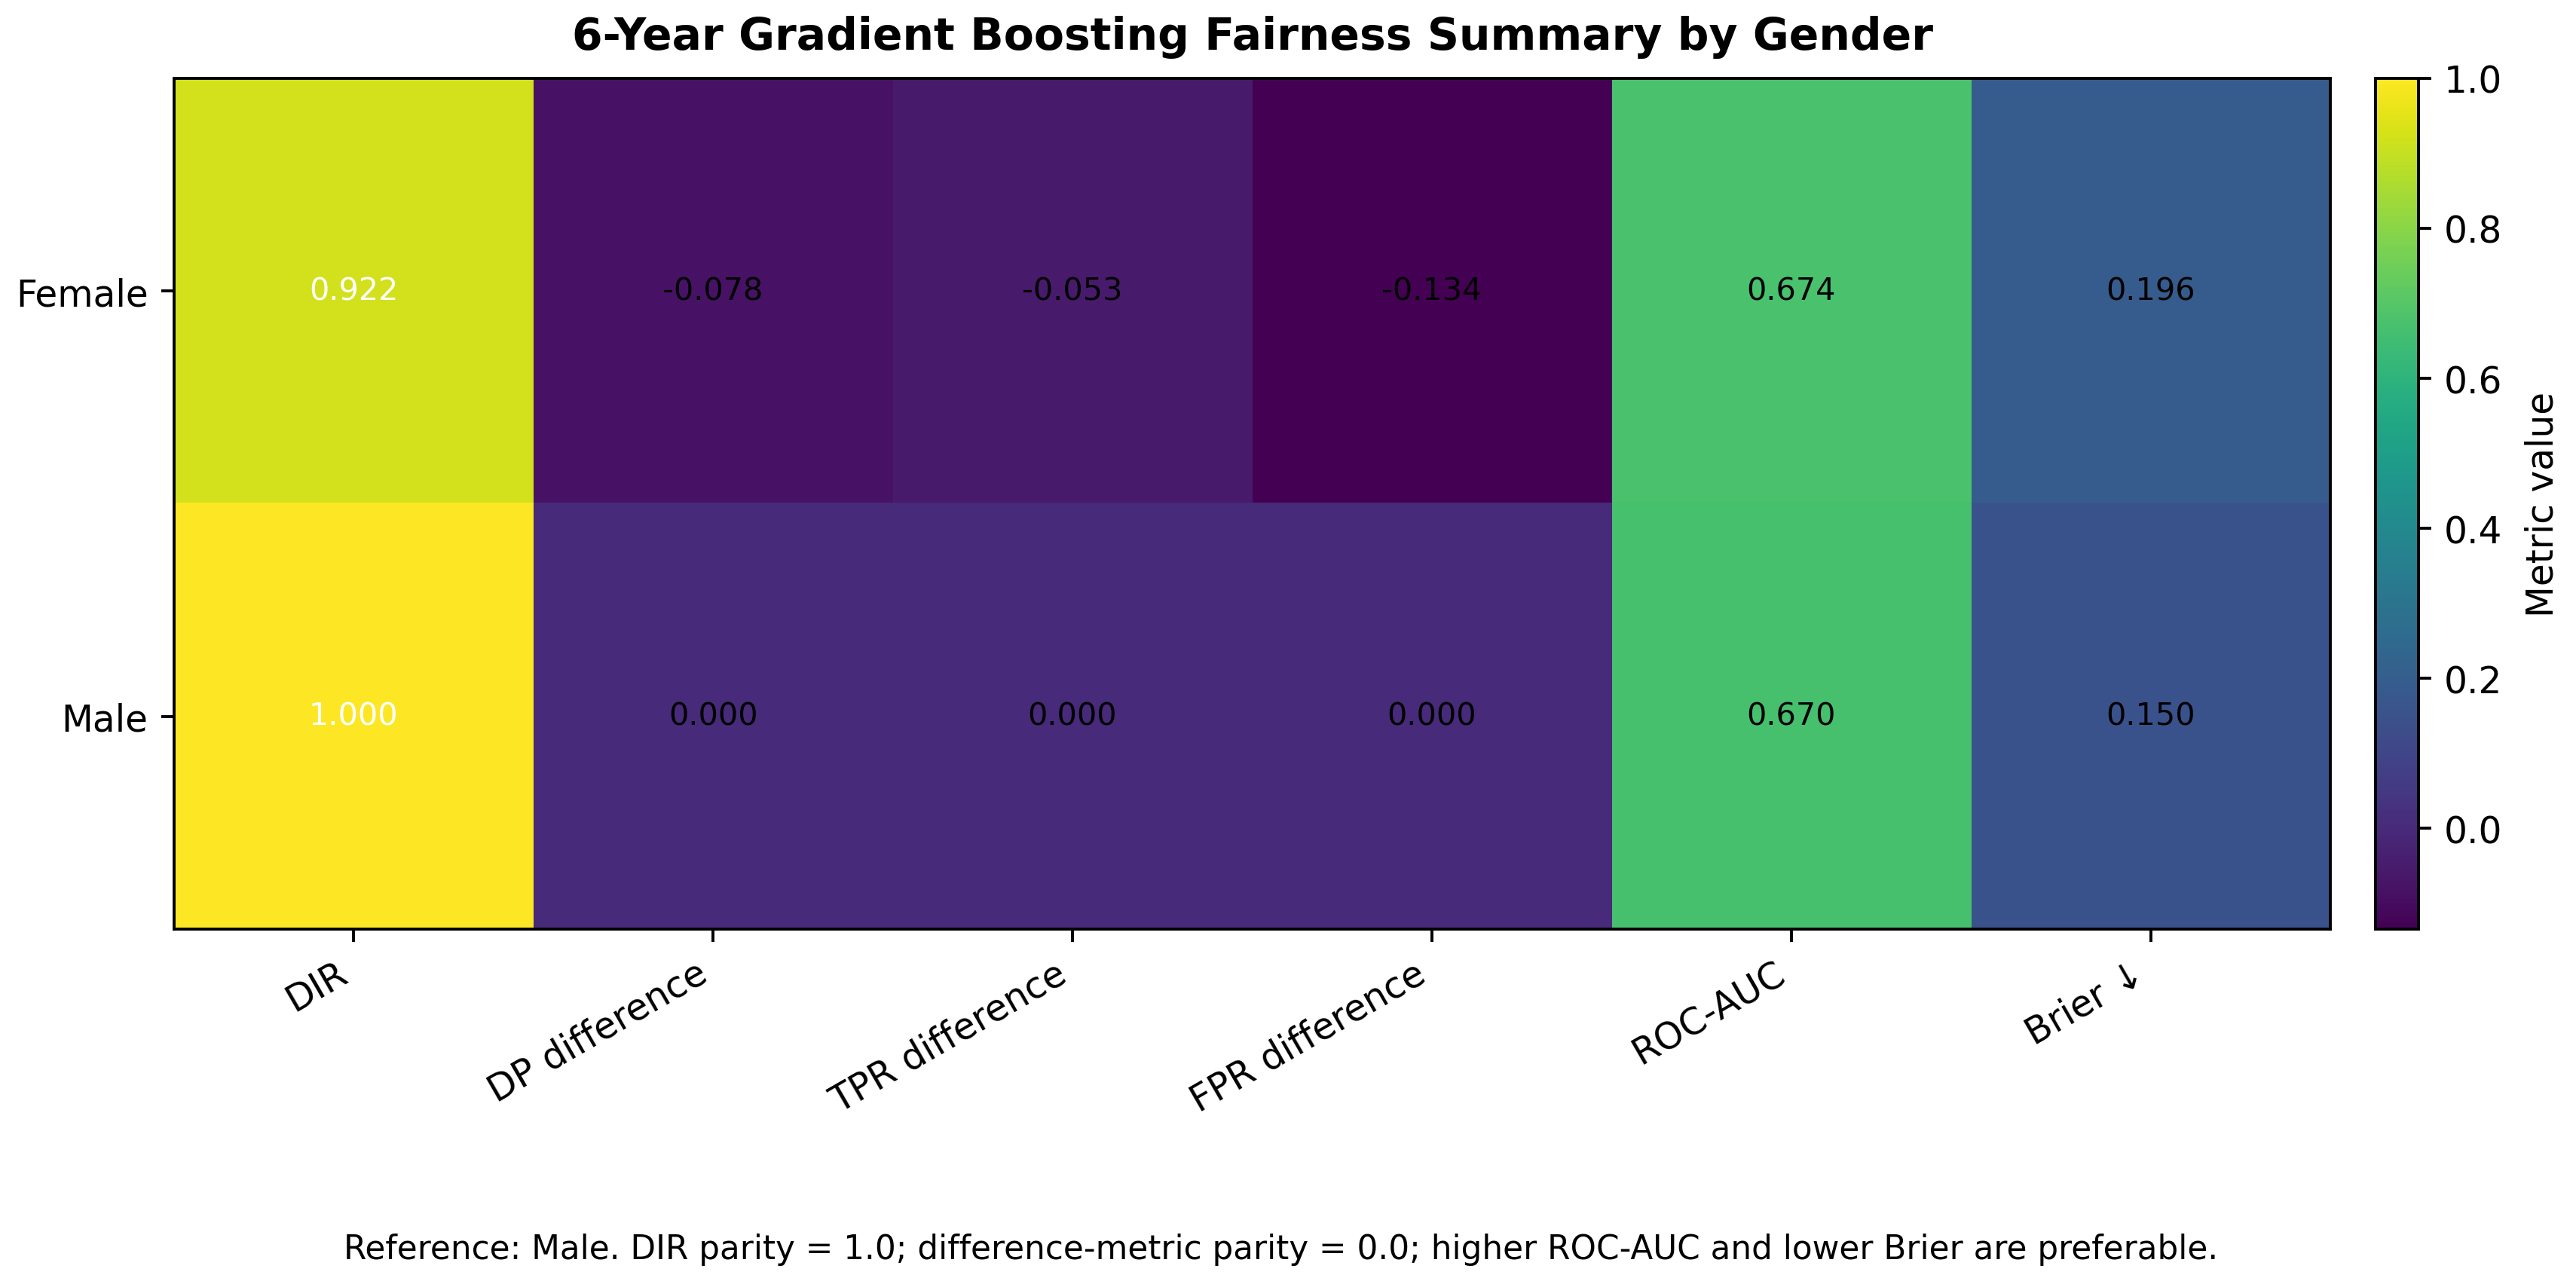 6-Year Gradient Boosting Fairness Summary by Gender
1.0
0.8
0.6
0.4
0.2
0.0
Metric value
Female
0.922 -0.078 -0.053 -0.134 0.674 0.196
Male
1.000 0.000 0.000 0.000 0.670 0.150
DIR
DP difference
TPR difference
FPR difference
ROC-AUC
Brier ↓
Reference: Male. DIR parity = 1.0; difference-metric parity = 0.0; higher ROC-AUC and lower Brier are preferable.